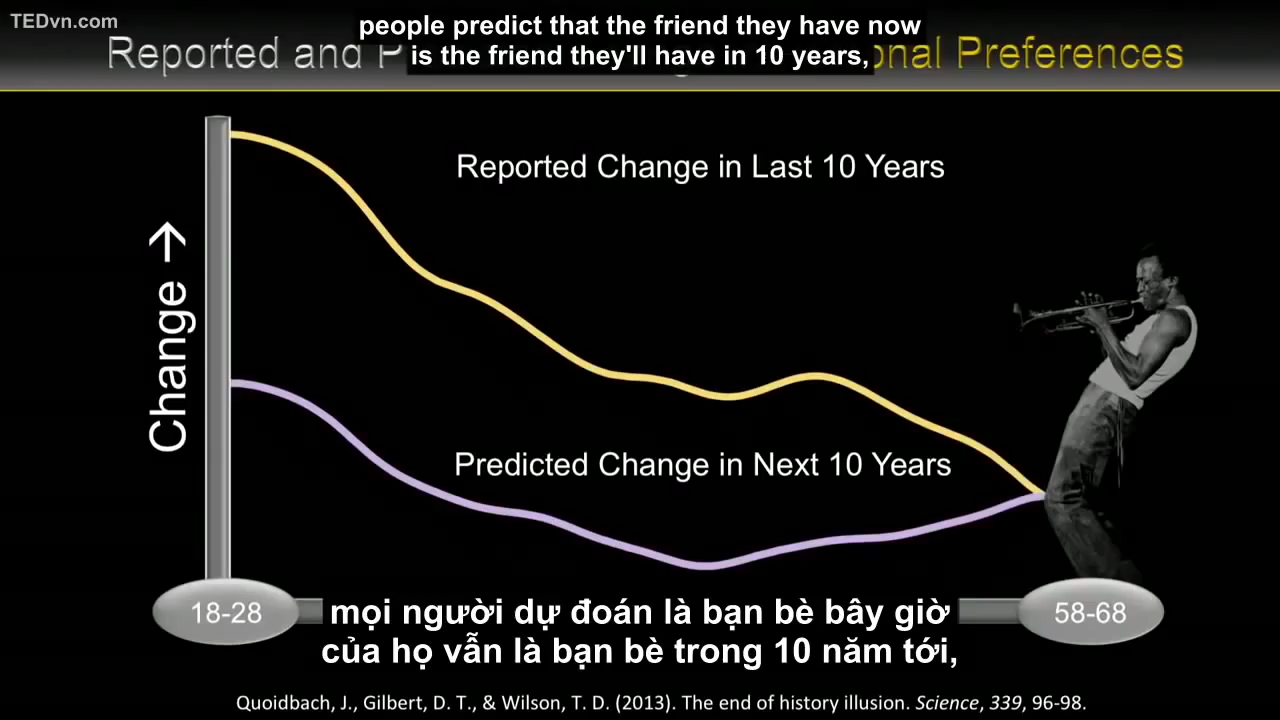 TEDvn.com
people predict that the friend they have now
is the friend they'll have in 10 years,
Reported and P onal Preferences
Reported Change in Last 10 Years
Change →
Predicted Change in Next 10 Years
18-28
58-68
mọi người dự đoán là bạn bè bây giờ
của họ vẫn là bạn bè trong 10 năm tới,
Quoidbach, J., Gilbert, D. T., & Wilson, T. D. (2013). The end of history illusion. Science, 339, 96-98.